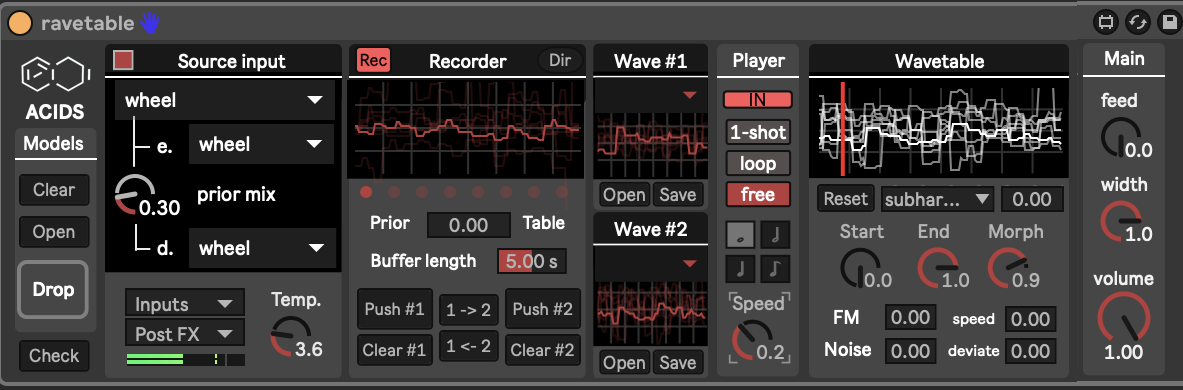 ravetable
ACIDS
Models
Clear
Open
Drop
Check
Source input
wheel
e. wheel
0.30 prior mix
d. wheel
Inputs
Post FX
Temp.
3.6
Rec Recorder Dir
Prior 0.00 Table
Buffer length 5.00 s
Push #1 1 -> 2 Push #2
Clear #1 1 <- 2 Clear #2
Wave #1
Open Save
Wave #2
Open Save
Player
IN
1-shot
loop
free
Speed
0.2
Wavetable
Reset subhar... 0.00
Start End Morph
0.0 1.0 0.9
FM 0.00 speed 0.00
Noise 0.00 deviate 0.00
Main
feed
0.0
width
1.0
volume
1.00